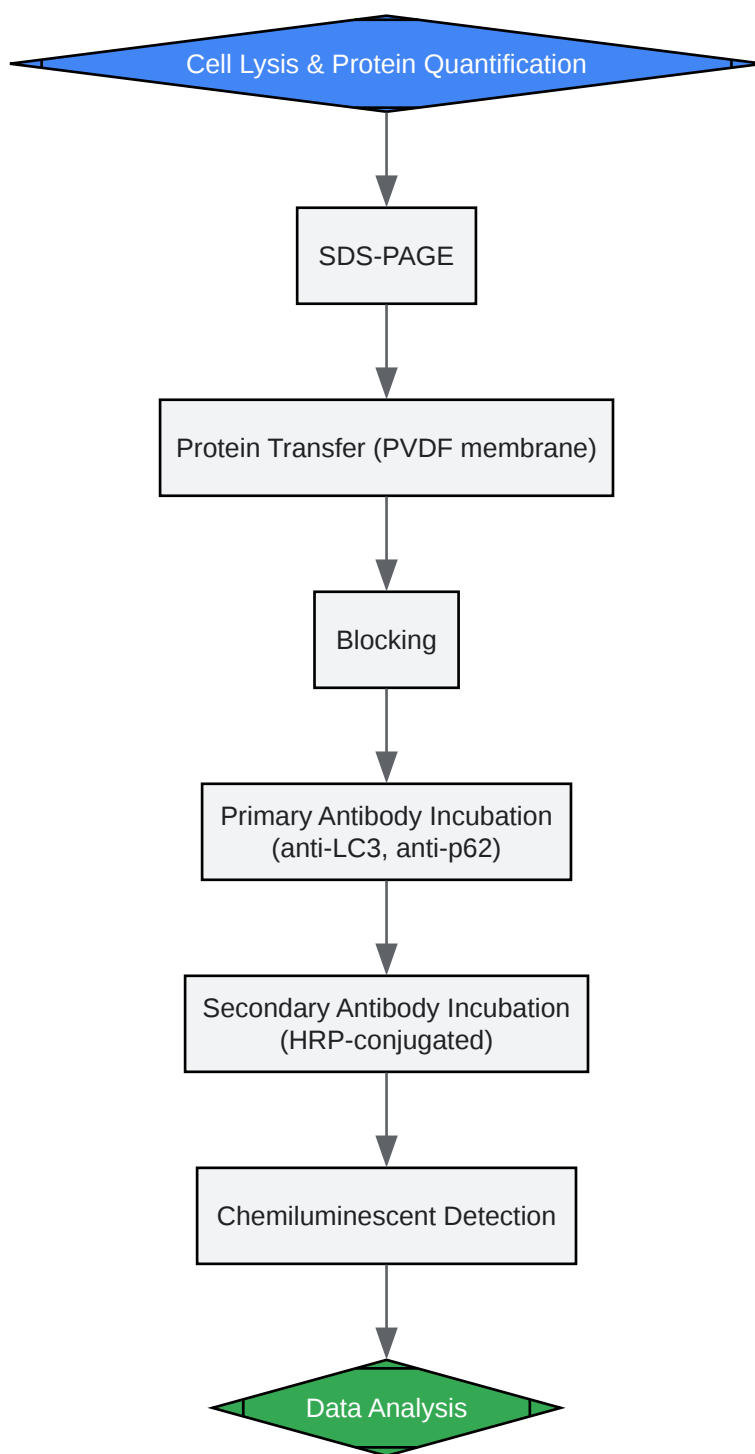 Cell Lysis & Protein Quantification
SDS-PAGE
Protein Transfer (PVDF membrane)
Blocking
Primary Antibody Incubation
(anti-LC3, anti-p62)
Secondary Antibody Incubation
(HRP-conjugated)
Chemiluminescent Detection
Data Analysis